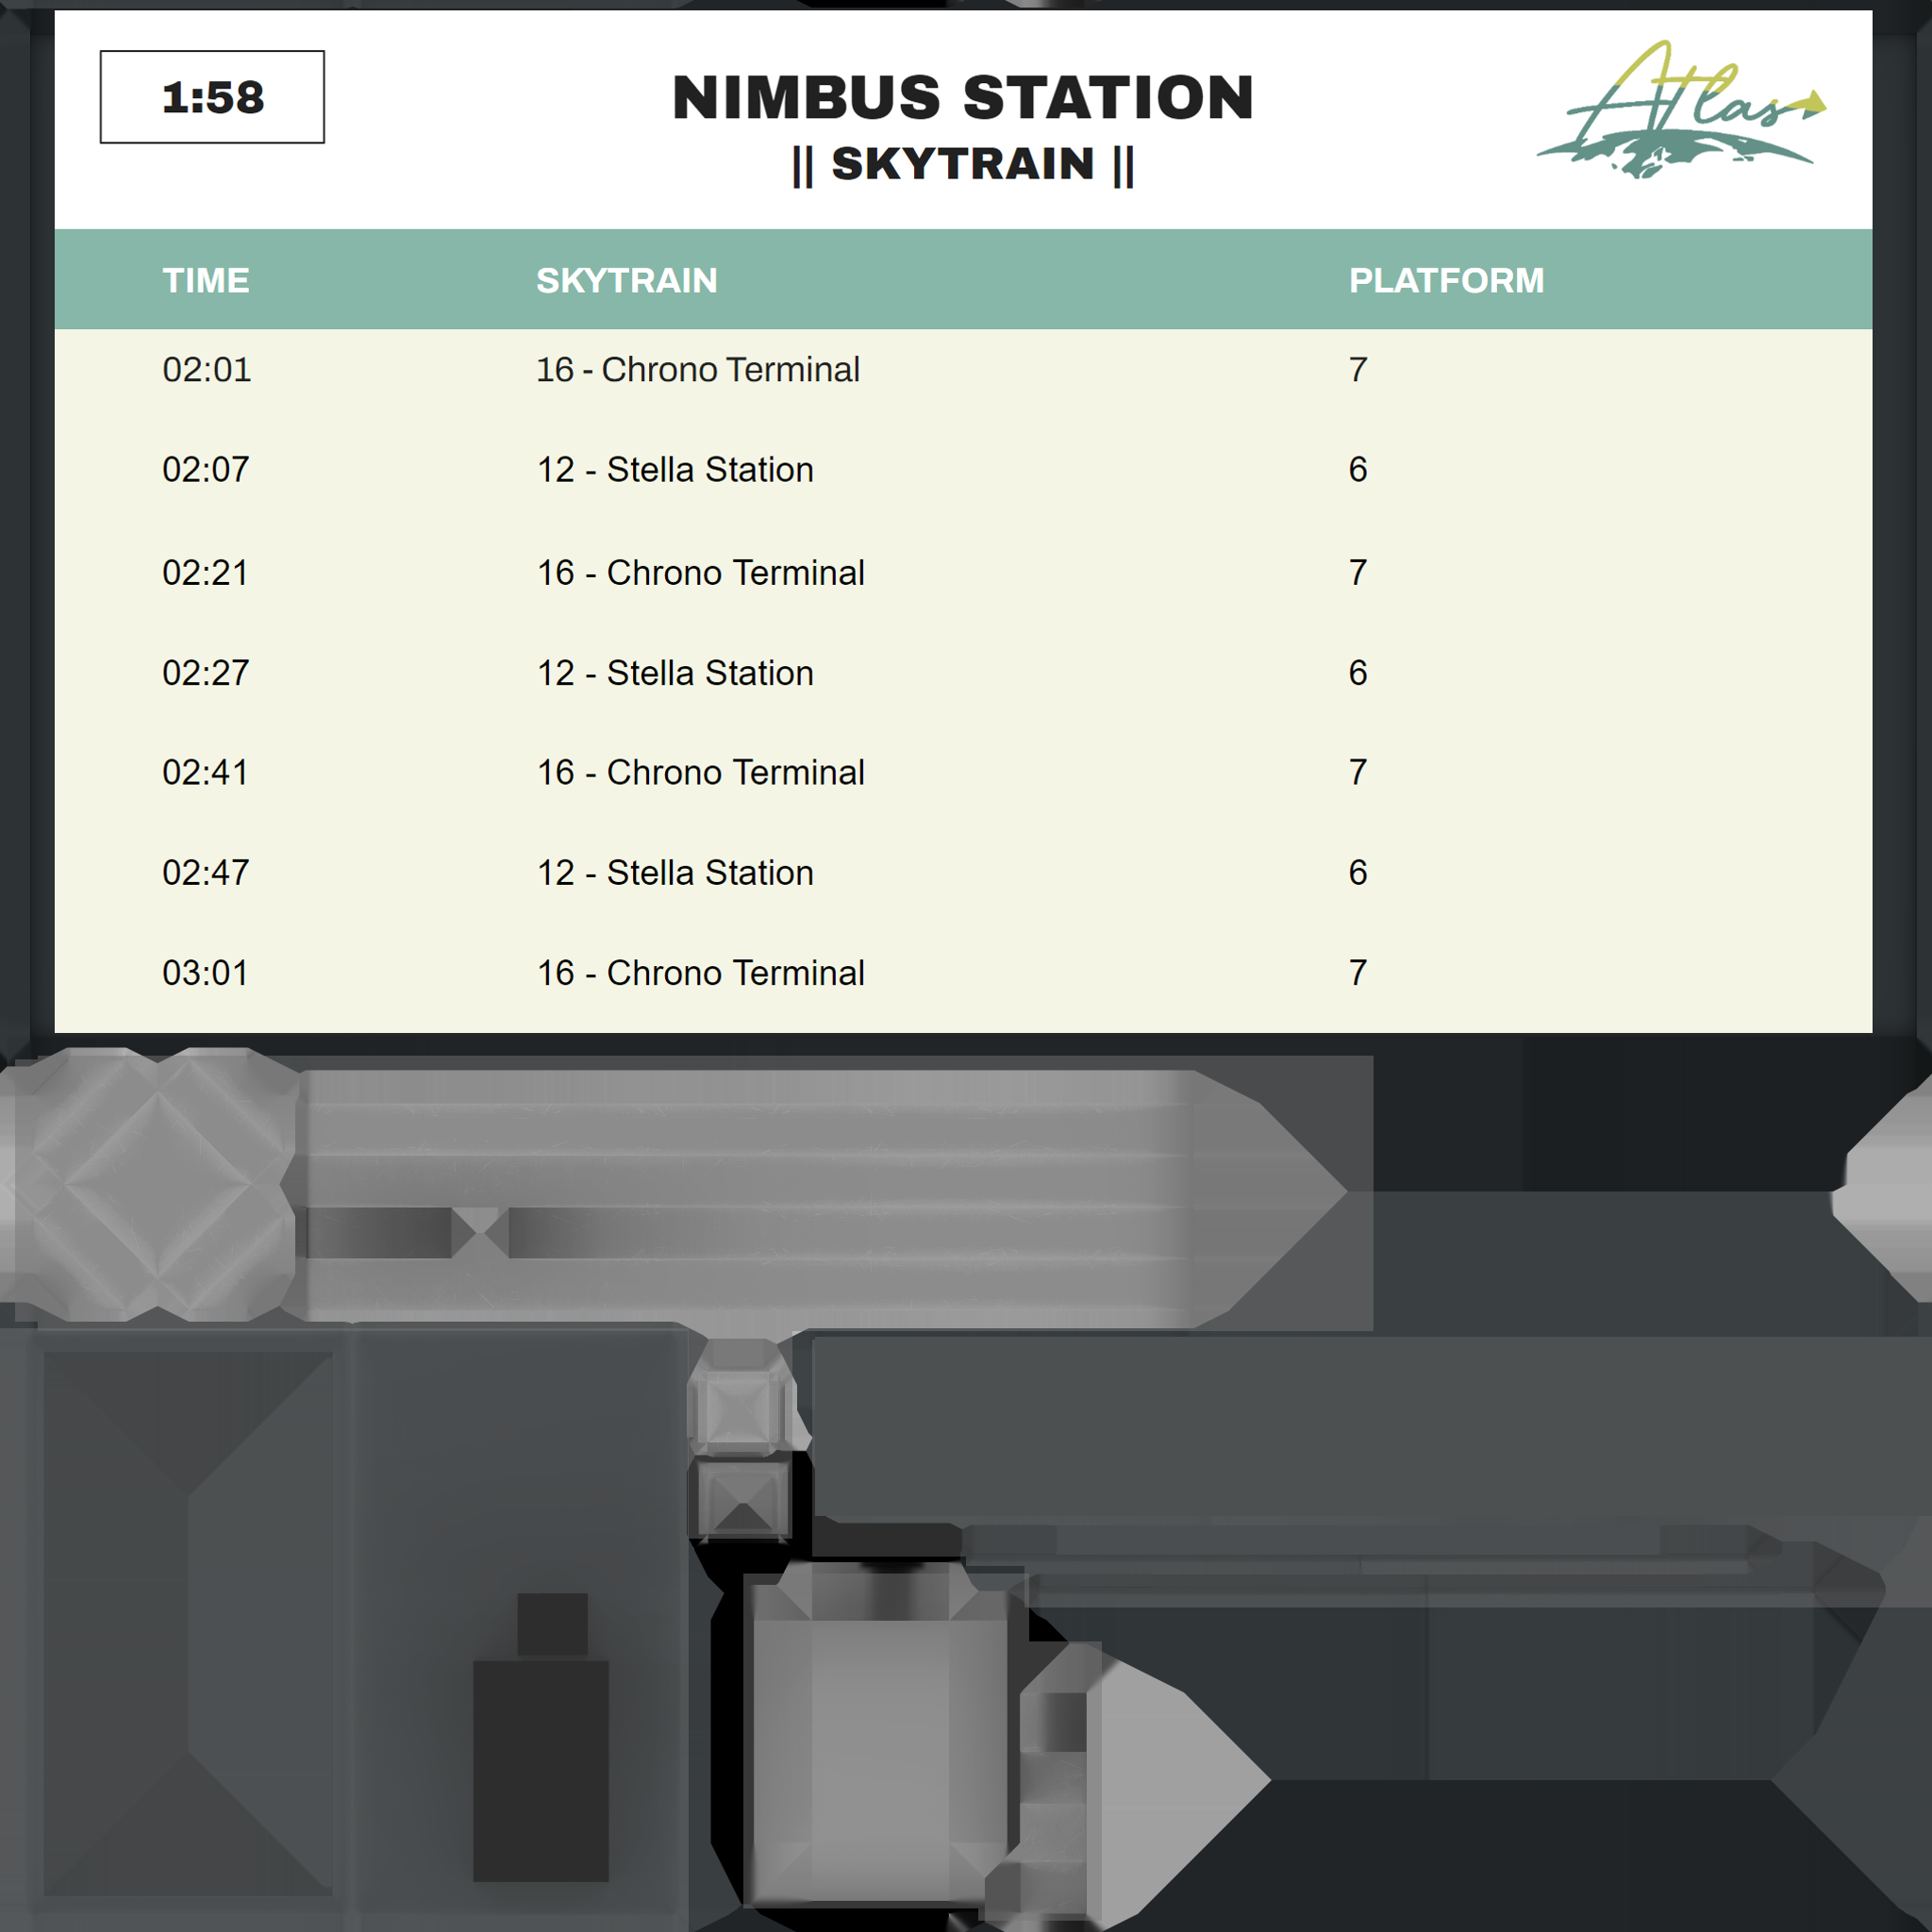 1:58
NIMBUS STATION
|| SKYTRAIN ||
Atlas
TIME SKYTRAIN PLATFORM
02:01 16 - Chrono Terminal 7
02:07 12 - Stella Station 6
02:21 16 - Chrono Terminal 7
02:27 12 - Stella Station 6
02:41 16 - Chrono Terminal 7
02:47 12 - Stella Station 6
03:01 16 - Chrono Terminal 7